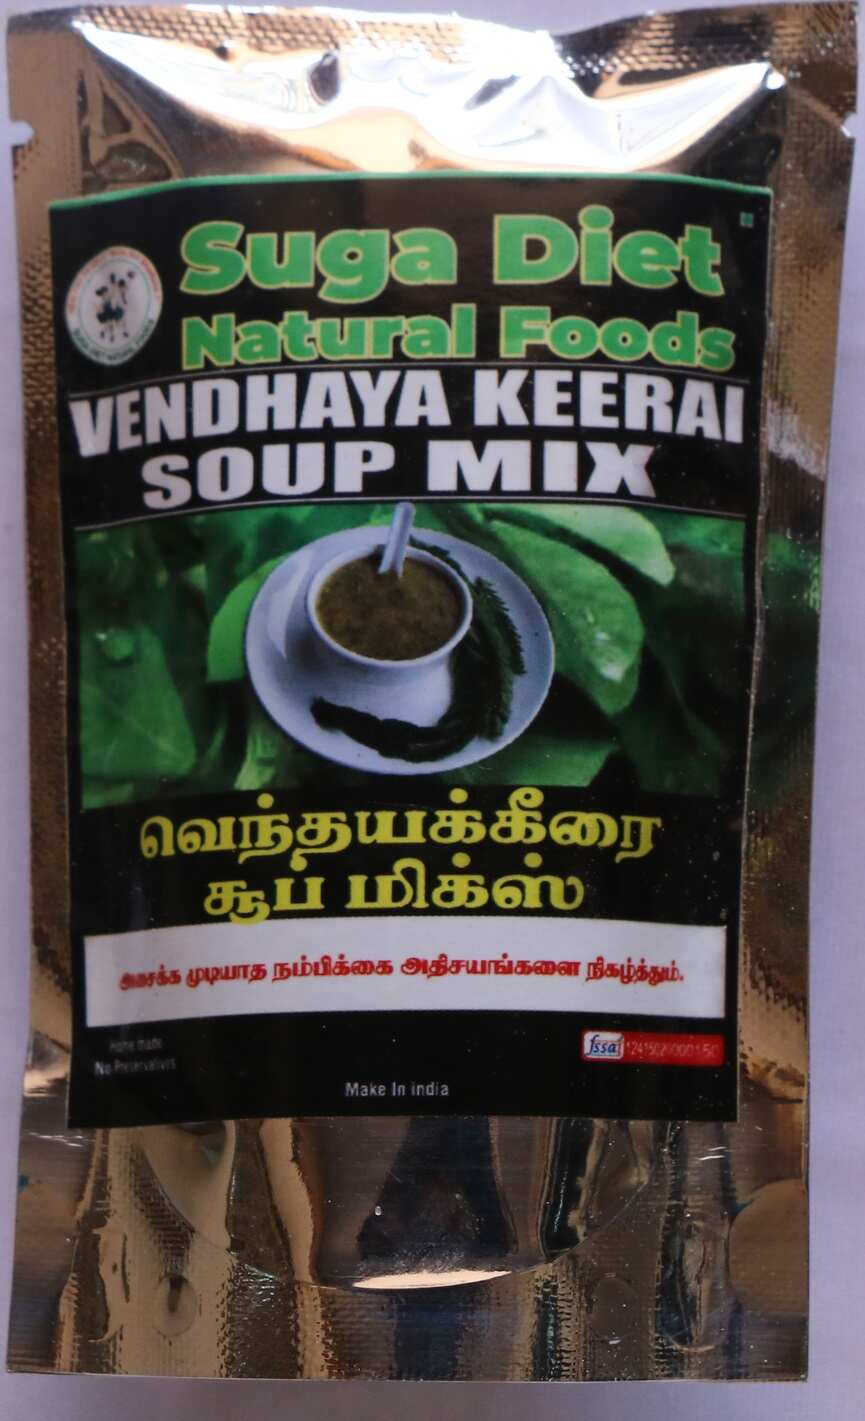 Suga Diet
Natural Foods
VENDHAYA KEERAI
SOUP MIX
வெந்தயக்கீரை
சூப் மிக்ஸ்
அசைக்க முடியாத நம்பிக்கை அதிசயங்களை நிகழ்த்தும்.
Home made
No Preservatives
fssai
Make In india